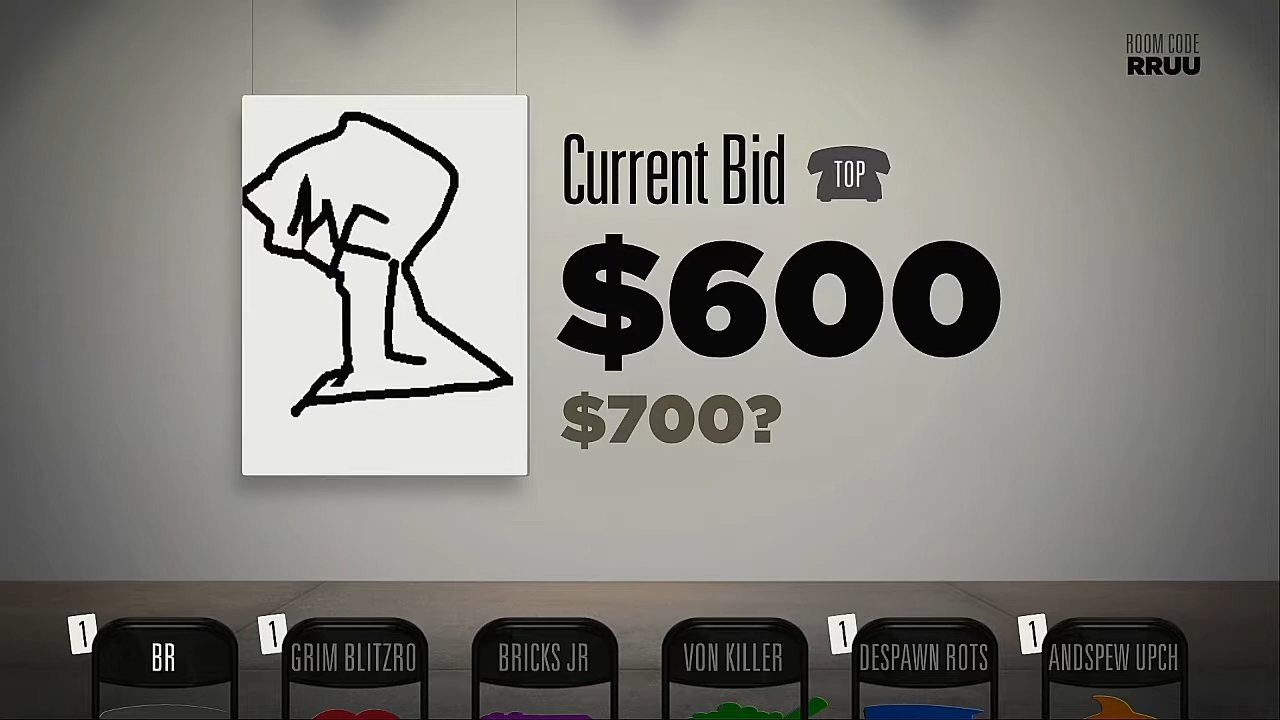 ROOM CODE
RRUU
Current Bid TOP
$600
$700?
1 BR
1 GRIM BLITZRO
BRICKS JR
VON KILLER
1 DESPAWN ROTS
1 ANDSPEW UPCH